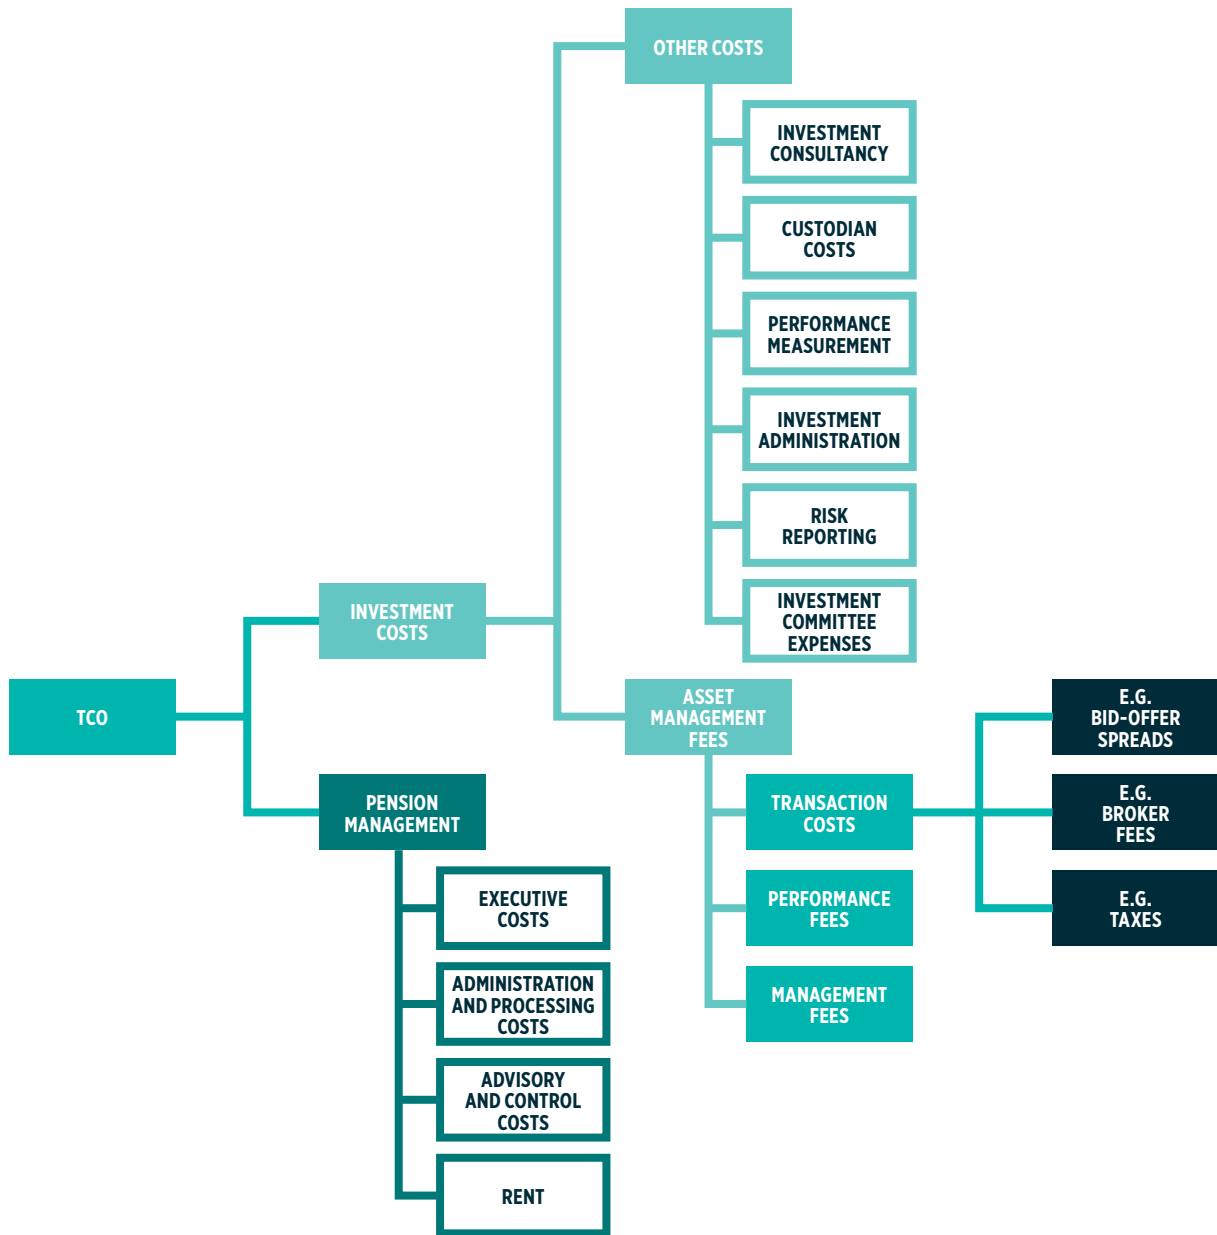 OTHER COSTS
INVESTMENT
CONSULTANCY
CUSTODIAN
COSTS
PERFORMANCE
MEASUREMENT
INVESTMENT
ADMINISTRATION
RISK
REPORTING
INVESTMENT
COMMITTEE
EXPENSES
INVESTMENT
COSTS
TCO
ASSET
MANAGEMENT
FEES
E.G.
BID-OFFER
SPREADS
PENSION
MANAGEMENT
TRANSACTION
COSTS
E.G.
BROKER
FEES
EXECUTIVE
COSTS
PERFORMANCE
FEES
E.G.
TAXES
ADMINISTRATION
AND PROCESSING
COSTS
MANAGEMENT
FEES
ADVISORY
AND CONTROL
COSTS
RENT